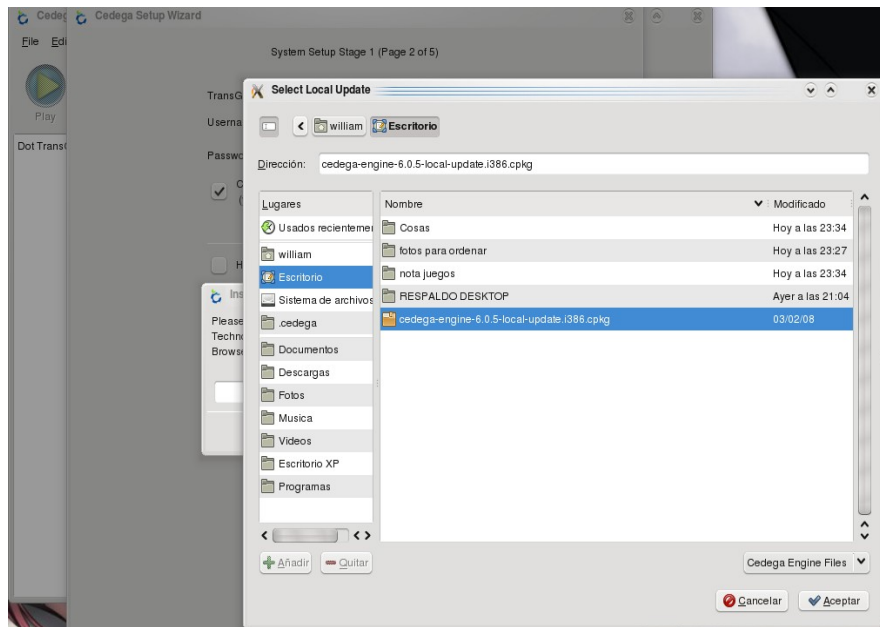 Cedega Setup Wizard
File Edi
Play
Dot Trans
System Setup Stage 1 (Page 2 of 5)
TransG
Userna
Passwo
Please
Techno
Browse
Select Local Update
william Escritorio
Dirección: cedega-engine-6.0.5-local-update.i386.cpkg
Lugares
Usados recientemer
william
Escritorio
Sistema de archivos
.cedega
Documentos
Descargas
Fotos
Musica
Videos
Escritorio XP
Programas
Nombre Modificado
Cosas Hoy a las 23:34
fotos para ordenar Hoy a las 23:27
nota juegos Hoy a las 23:34
RESPALDO DESKTOP Ayer a las 21:04
cedega-engine-6.0.5-local-update.i386.cpkg 03/02/08
Añadir Quitar
Cedega Engine Files
Cancelar Aceptar